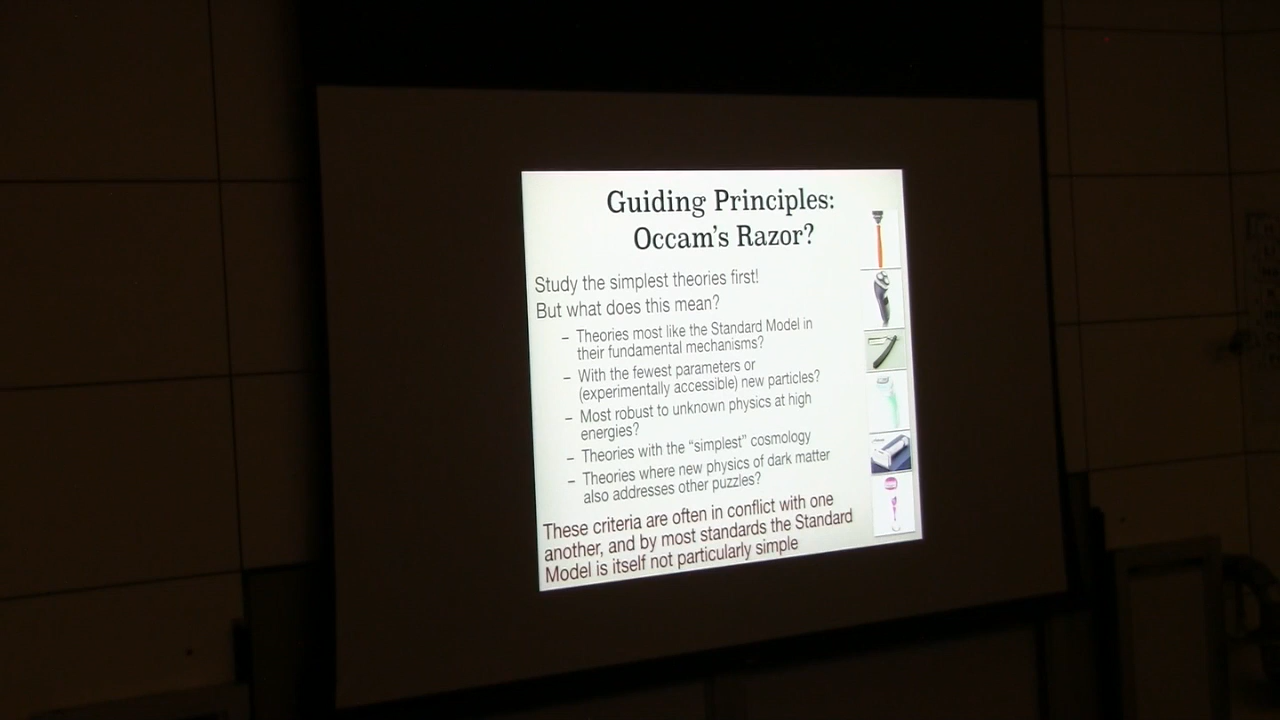 Guiding Principles:
Occam's Razor?
Study the simplest theories first!
But what does this mean?
– Theories most like the Standard Model in
their fundamental mechanisms?
– With the fewest parameters or
(experimentally accessible) new particles?
– Most robust to unknown physics at high
energies?
– Theories with the “simplest” cosmology
– Theories where new physics of dark matter
also addresses other puzzles?
These criteria are often in conflict with one
another, and by most standards the Standard
Model is itself not particularly simple